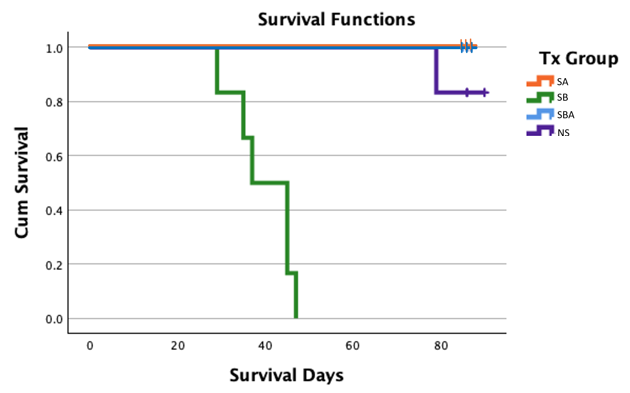 Survival Functions
Cum Survival
1.0
0.8
0.6
0.4
0.2
0.0
0 20 40 60 80
Survival Days
Tx Group
SA
SB
SBA
NS